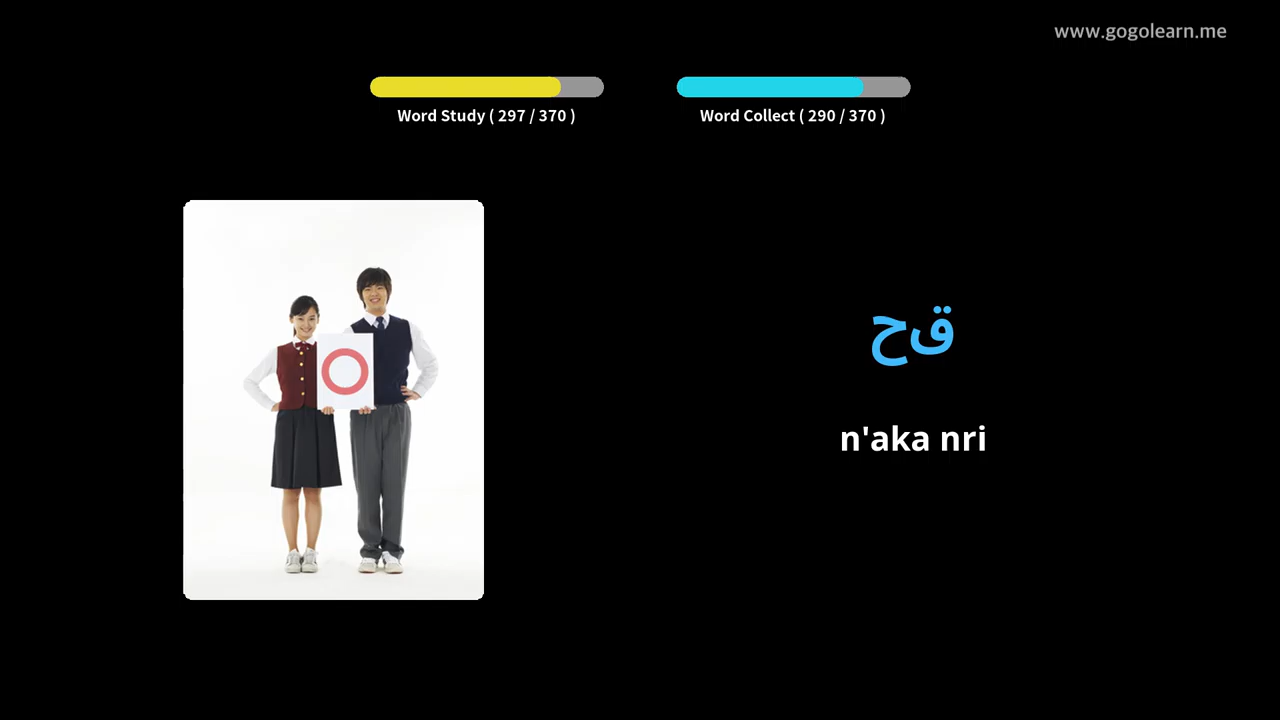 www.gogolearn.me
Word Study ( 297 / 370 )
Word Collect ( 290 / 370 )
قح
n'aka nri